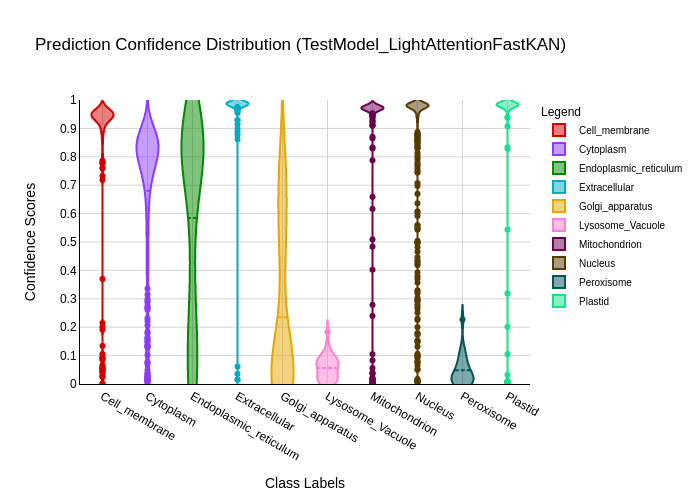 Prediction Confidence Distribution (TestModel_LightAttentionFastKAN)
Legend
Cell_membrane
Cytoplasm
Endoplasmic_reticulum
Extracellular
Golgi_apparatus
Lysosome_Vacuole
Mitochondrion
Nucleus
Peroxisome
Plastid
Confidence Scores
1
0.9
0.8
0.7
0.6
0.5
0.4
0.3
0.2
0.1
0
Cell_membrane
Cytoplasm
Endoplasmic_reticulum
Extracellular
Golgi_apparatus
Lysosome_Vacuole
Mitochondrion
Nucleus
Peroxisome
Plastid
Class Labels